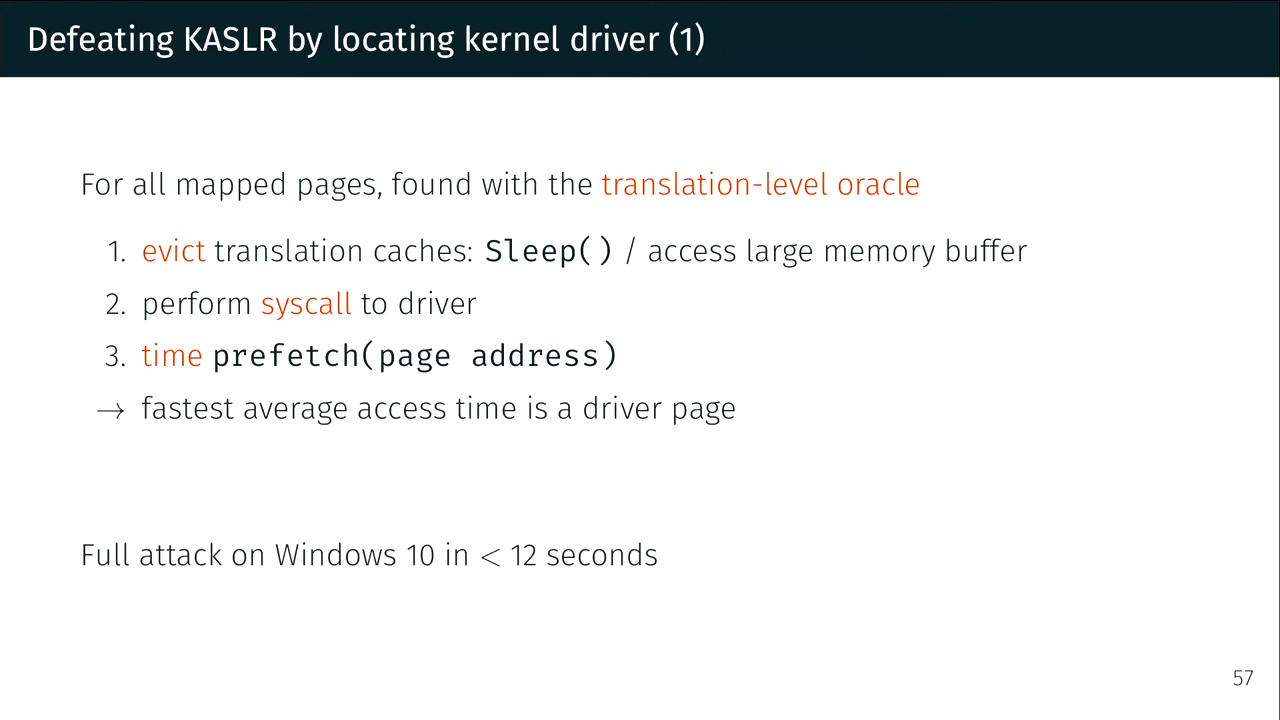 Defeating KASLR by locating kernel driver (1)
For all mapped pages, found with the translation-level oracle
1. evict translation caches: Sleep() / access large memory buffer
2. perform syscall to driver
3. time prefetch(page address)
→ fastest average access time is a driver page
Full attack on Windows 10 in < 12 seconds
57